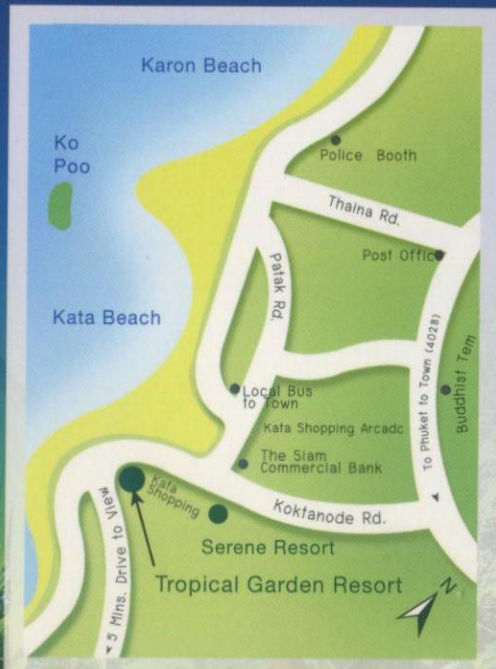 Karon Beach
Ko
Poo
Police Booth
Thaina Rd.
Post Offic
Patak Rd.
Kata Beach
To Phuket to Town (4028)
Buddhist Tem
Local Bus
to Town
Kata Shopping Arcadc
The Siam
Commercial Bank
Kata
Shopping
Koktanode Rd.
Serene Resort
5 Mins. Drive to View
Tropical Garden Resort
N